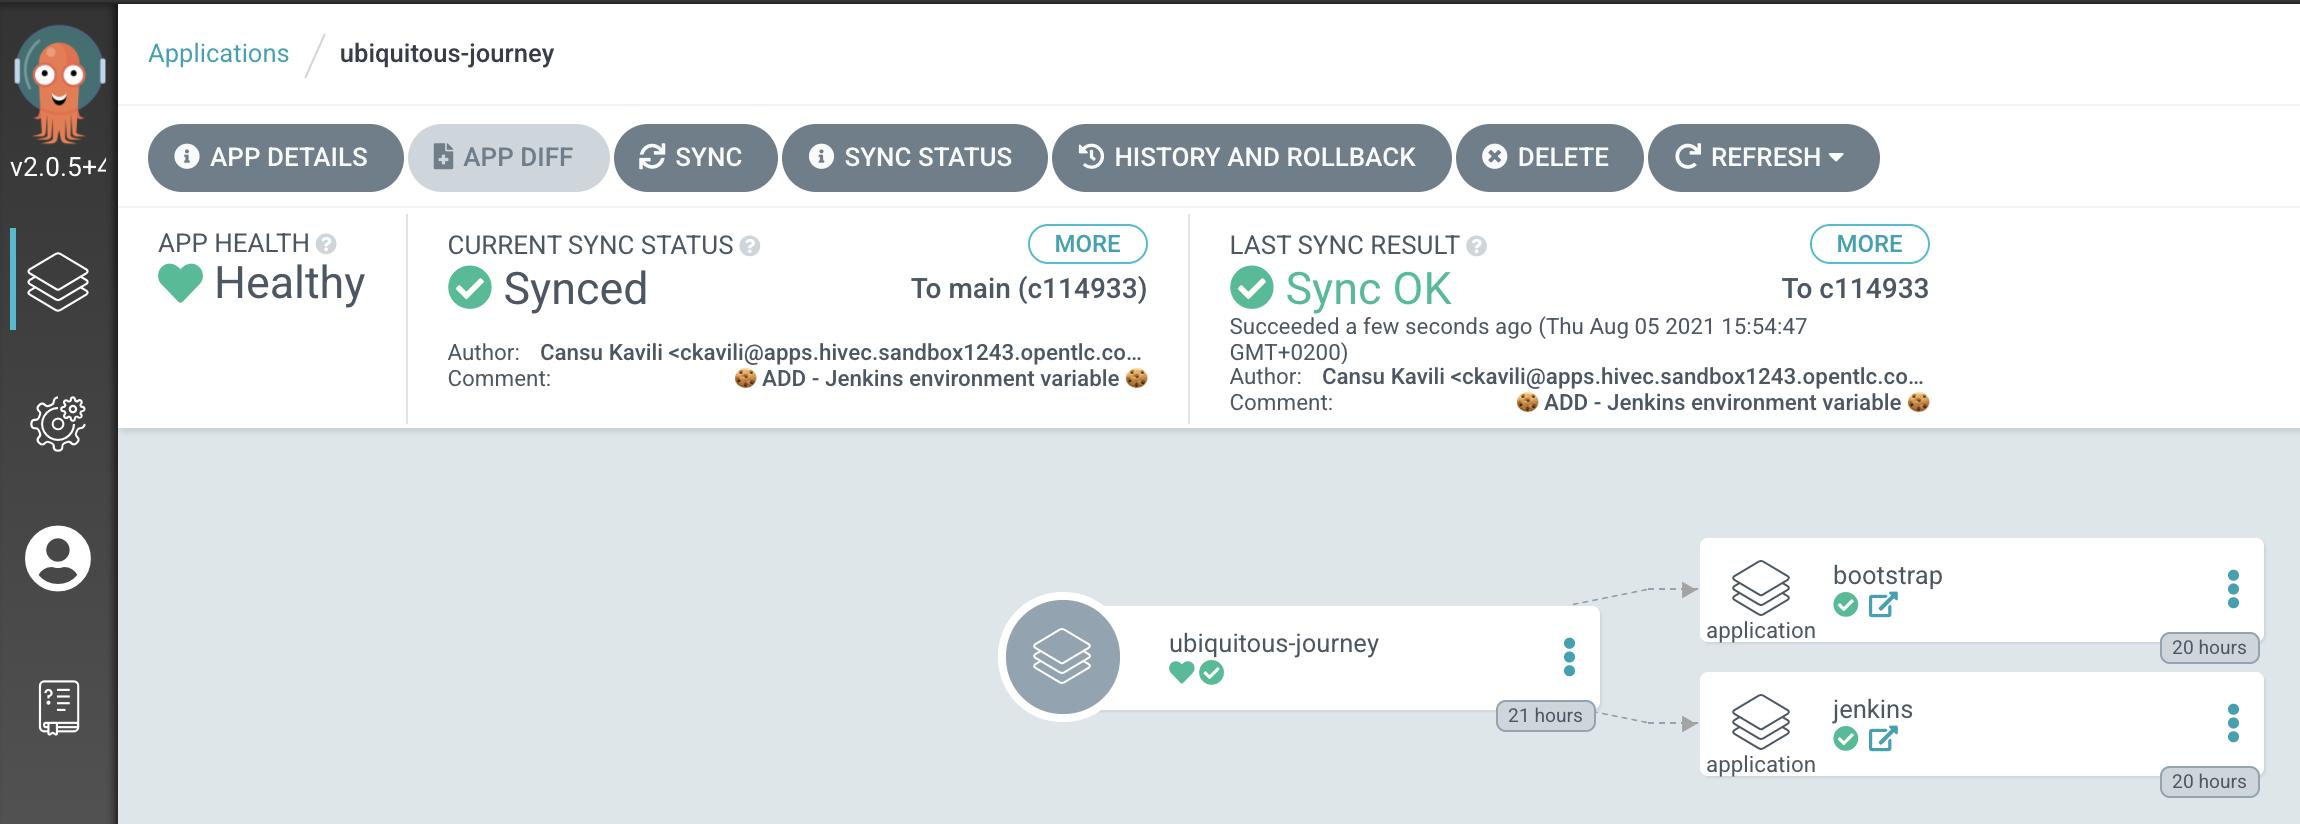 Applications / ubiquitous-journey
v2.0.5+4
APP DETAILS
APP DIFF
SYNC
SYNC STATUS
HISTORY AND ROLLBACK
DELETE
REFRESH
APP HEALTH
Healthy
CURRENT SYNC STATUS
MORE
Synced
To main (c114933)
Author: Cansu Kavili <ckavili@apps.hivec.sandbox1243.opentlc.co...
Comment: 🍪 ADD - Jenkins environment variable 🍪
LAST SYNC RESULT
MORE
Sync OK
To c114933
Succeeded a few seconds ago (Thu Aug 05 2021 15:54:47
GMT+0200)
Author: Cansu Kavili <ckavili@apps.hivec.sandbox1243.opentlc.co...
Comment: 🍪 ADD - Jenkins environment variable 🍪
ubiquitous-journey
21 hours
bootstrap
application
20 hours
jenkins
application
20 hours